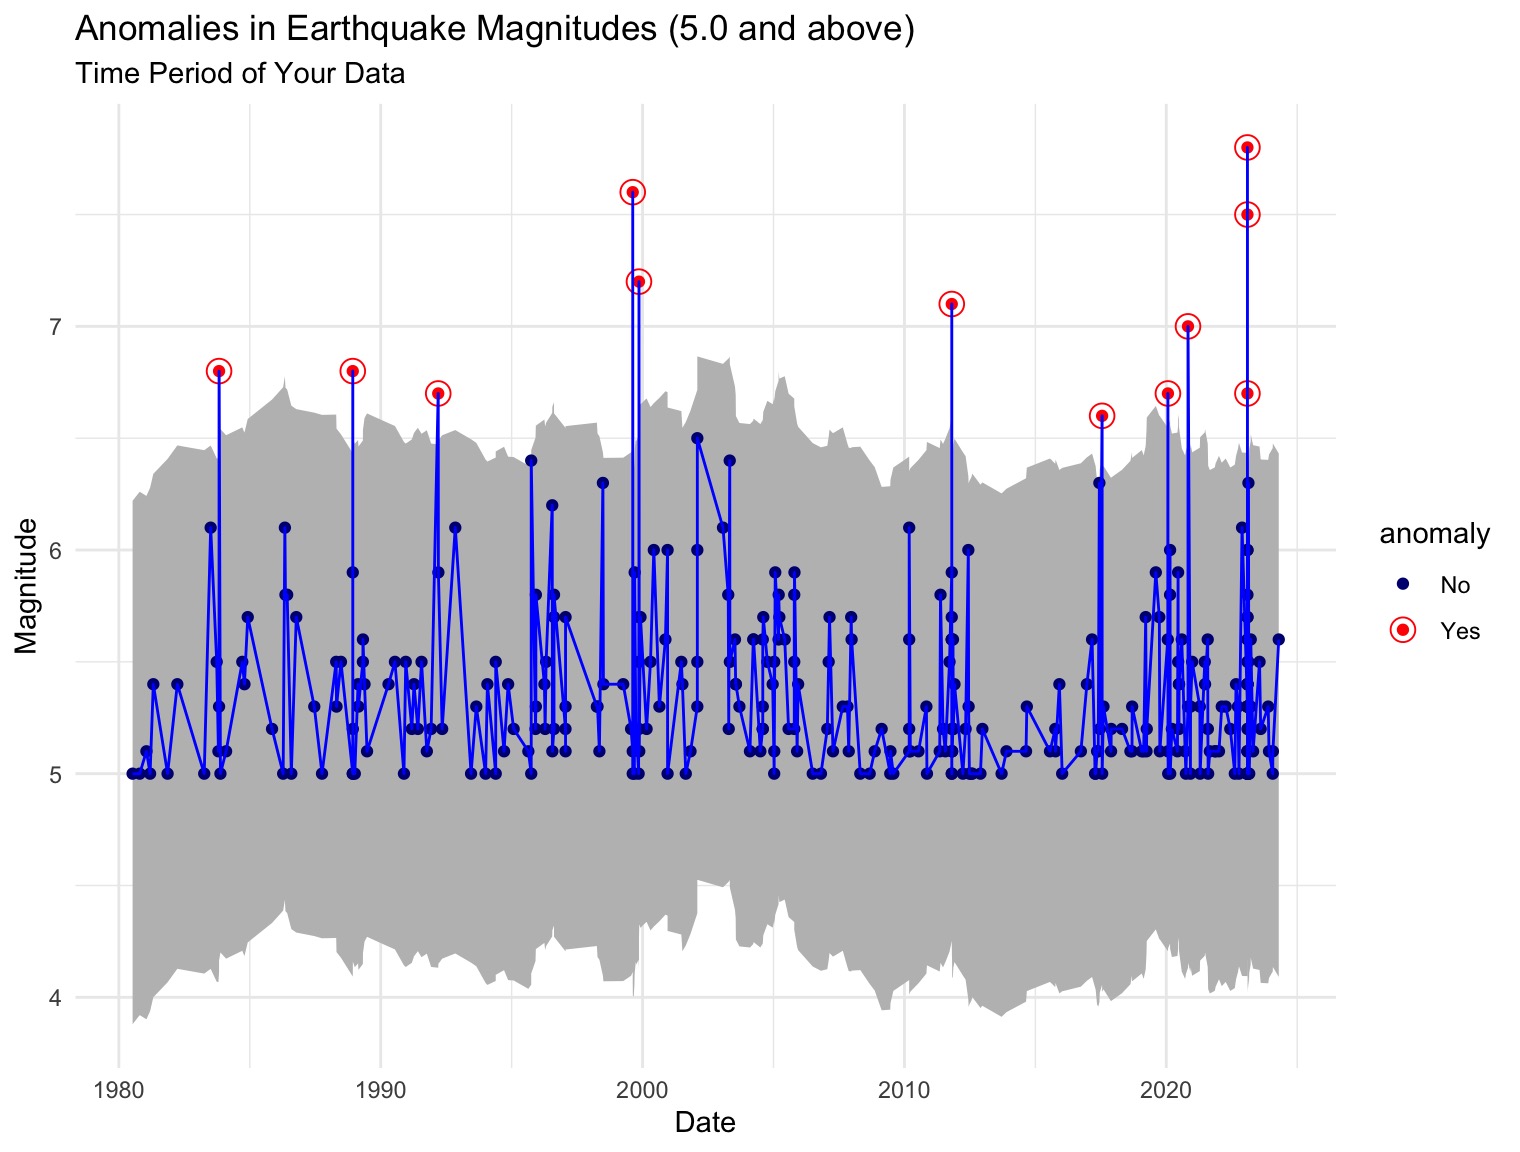 Anomalies in Earthquake Magnitudes (5.0 and above)
Time Period of Your Data
Magnitude
7
6
5
4
1980
1990
2000
2010
2020
Date
anomaly
No
Yes